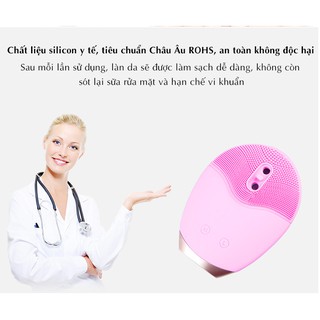 Chất liệu silicon y tế, tiêu chuẩn Châu Âu ROHS, an toàn không độc hại
Sau mỗi lần sử dụng, làn da sẽ được làm sạch dễ dàng, không còn
sót lại sữa rửa mặt và hạn chế vi khuẩn